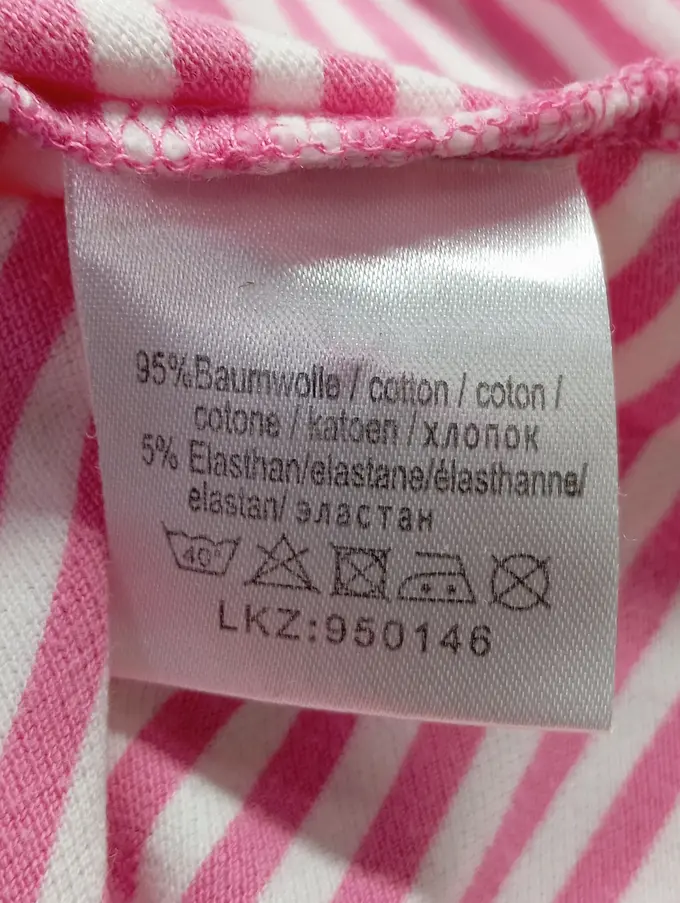 95%Baumwolle / cotton / coton /
cotone / katoen / хлопок
5% Elasthan/elastane/élasthanne/
elastan/ эластан
40°
LKZ:950146